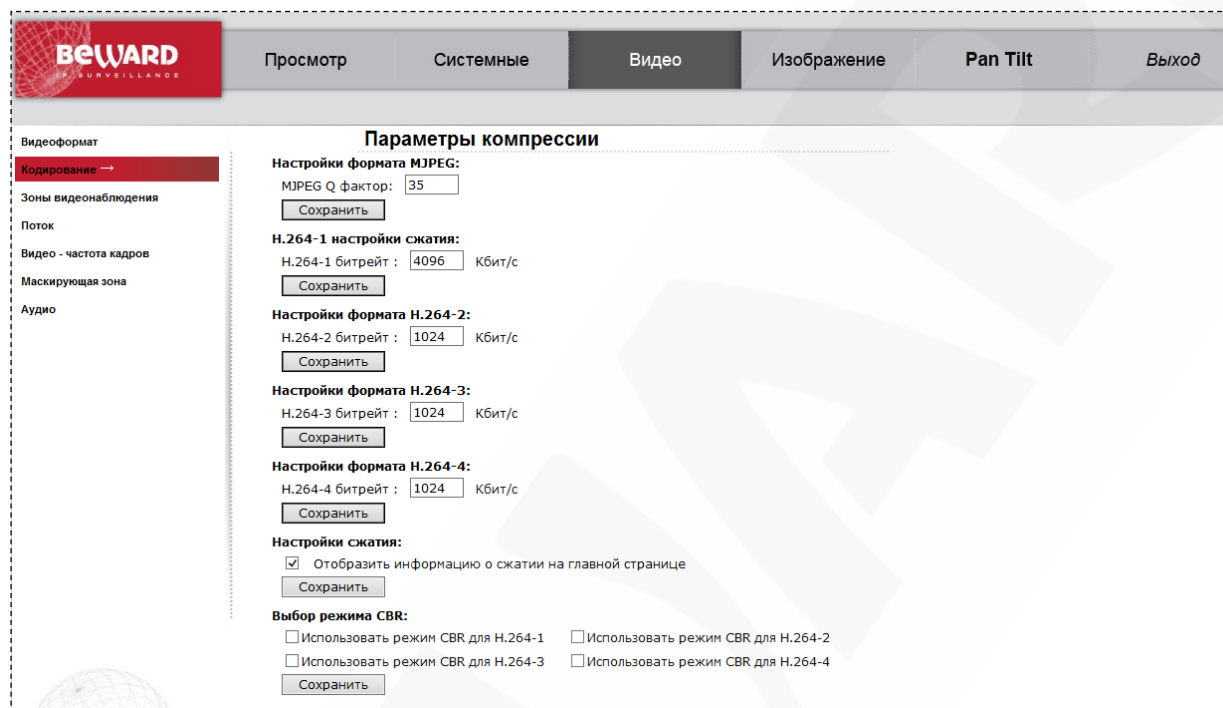 BEWARD
IP SURVEILLANCE
Просмотр
Системные
Видео
Изображение
Pan Tilt
Выход
Видеоформат
Кодирование →
Зоны видеонаблюдения
Поток
Видео - частота кадров
Маскирующая зона
Аудио
Параметры компрессии
Настройки формата MJPEG:
MJPEG Q фактор: 35
Сохранить
H.264-1 настройки сжатия:
H.264-1 битрейт : 4096 Кбит/с
Сохранить
Настройки формата H.264-2:
H.264-2 битрейт : 1024 Кбит/с
Сохранить
Настройки формата H.264-3:
H.264-3 битрейт : 1024 Кбит/с
Сохранить
Настройки формата H.264-4:
H.264-4 битрейт : 1024 Кбит/с
Сохранить
Настройки сжатия:
Отобразить информацию о сжатии на главной странице
Сохранить
Выбор режима CBR:
Использовать режим CBR для H.264-1 Использовать режим CBR для H.264-2
Использовать режим CBR для H.264-3 Использовать режим CBR для H.264-4
Сохранить